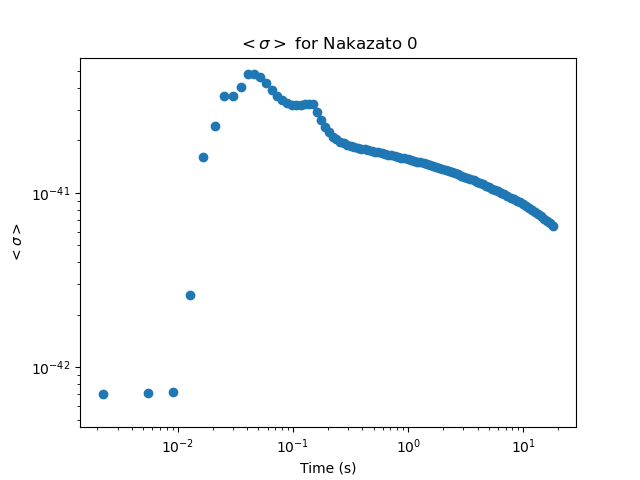 < σ > for Nakazato 0
10⁻⁴¹
10⁻⁴²
< σ >
10⁻²
10⁻¹
10⁰
10¹
Time (s)